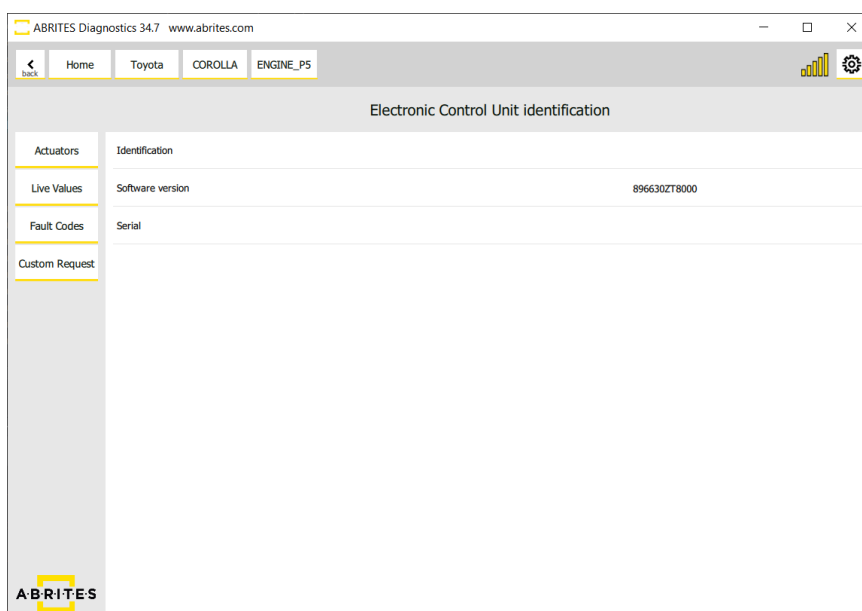 ABRITES Diagnostics 34.7 www.abrites.com
back Home Toyota COROLLA ENGINE_P5
Electronic Control Unit identification
Actuators
Live Values
Fault Codes
Custom Request
Identification
Software version 896630ZT8000
Serial
A·B·R·I·T·E·S